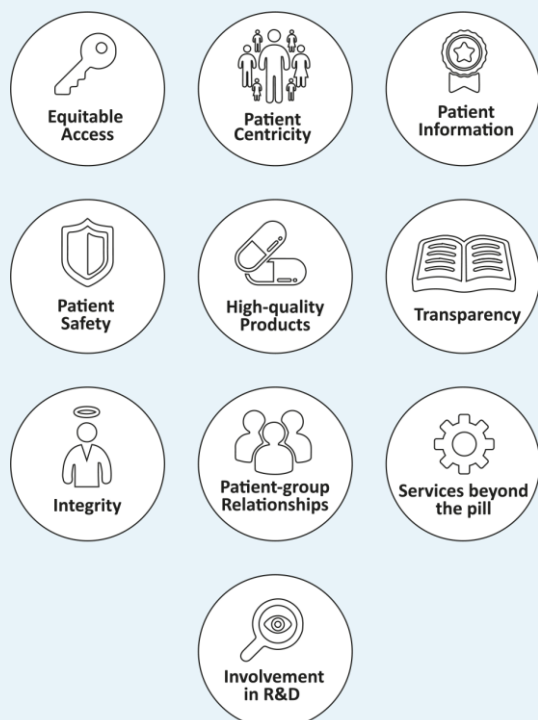 Equitable
Access
Patient
Centricity
Patient
Information
Patient
Safety
High-quality
Products
Transparency
Integrity
Patient-group
Relationships
Services beyond
the pill
Involvement
in R&D